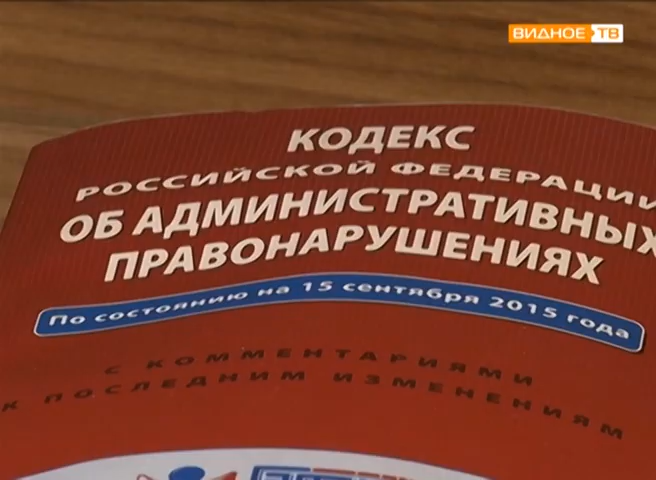 ВИДНОЕ ТВ
КОДЕКС
РОССИЙСКОЙ ФЕДЕРАЦИИ
ОБ АДМИНИСТРАТИВНЫХ
ПРАВОНАРУШЕНИЯХ
По состоянию на 15 сентября 2015 года
С КОММЕНТАРИЯМИ
К ПОСЛЕДНИМ ИЗМЕНЕНИЯМ